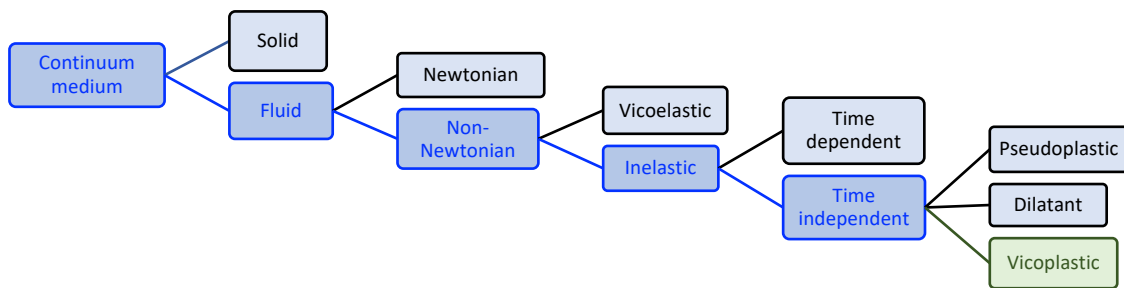 Continuum
medium
Solid
Fluid
Newtonian
Non-
Newtonian
Vicoelastic
Inelastic
Time
dependent
Time
independent
Pseudoplastic
Dilatant
Vicoplastic